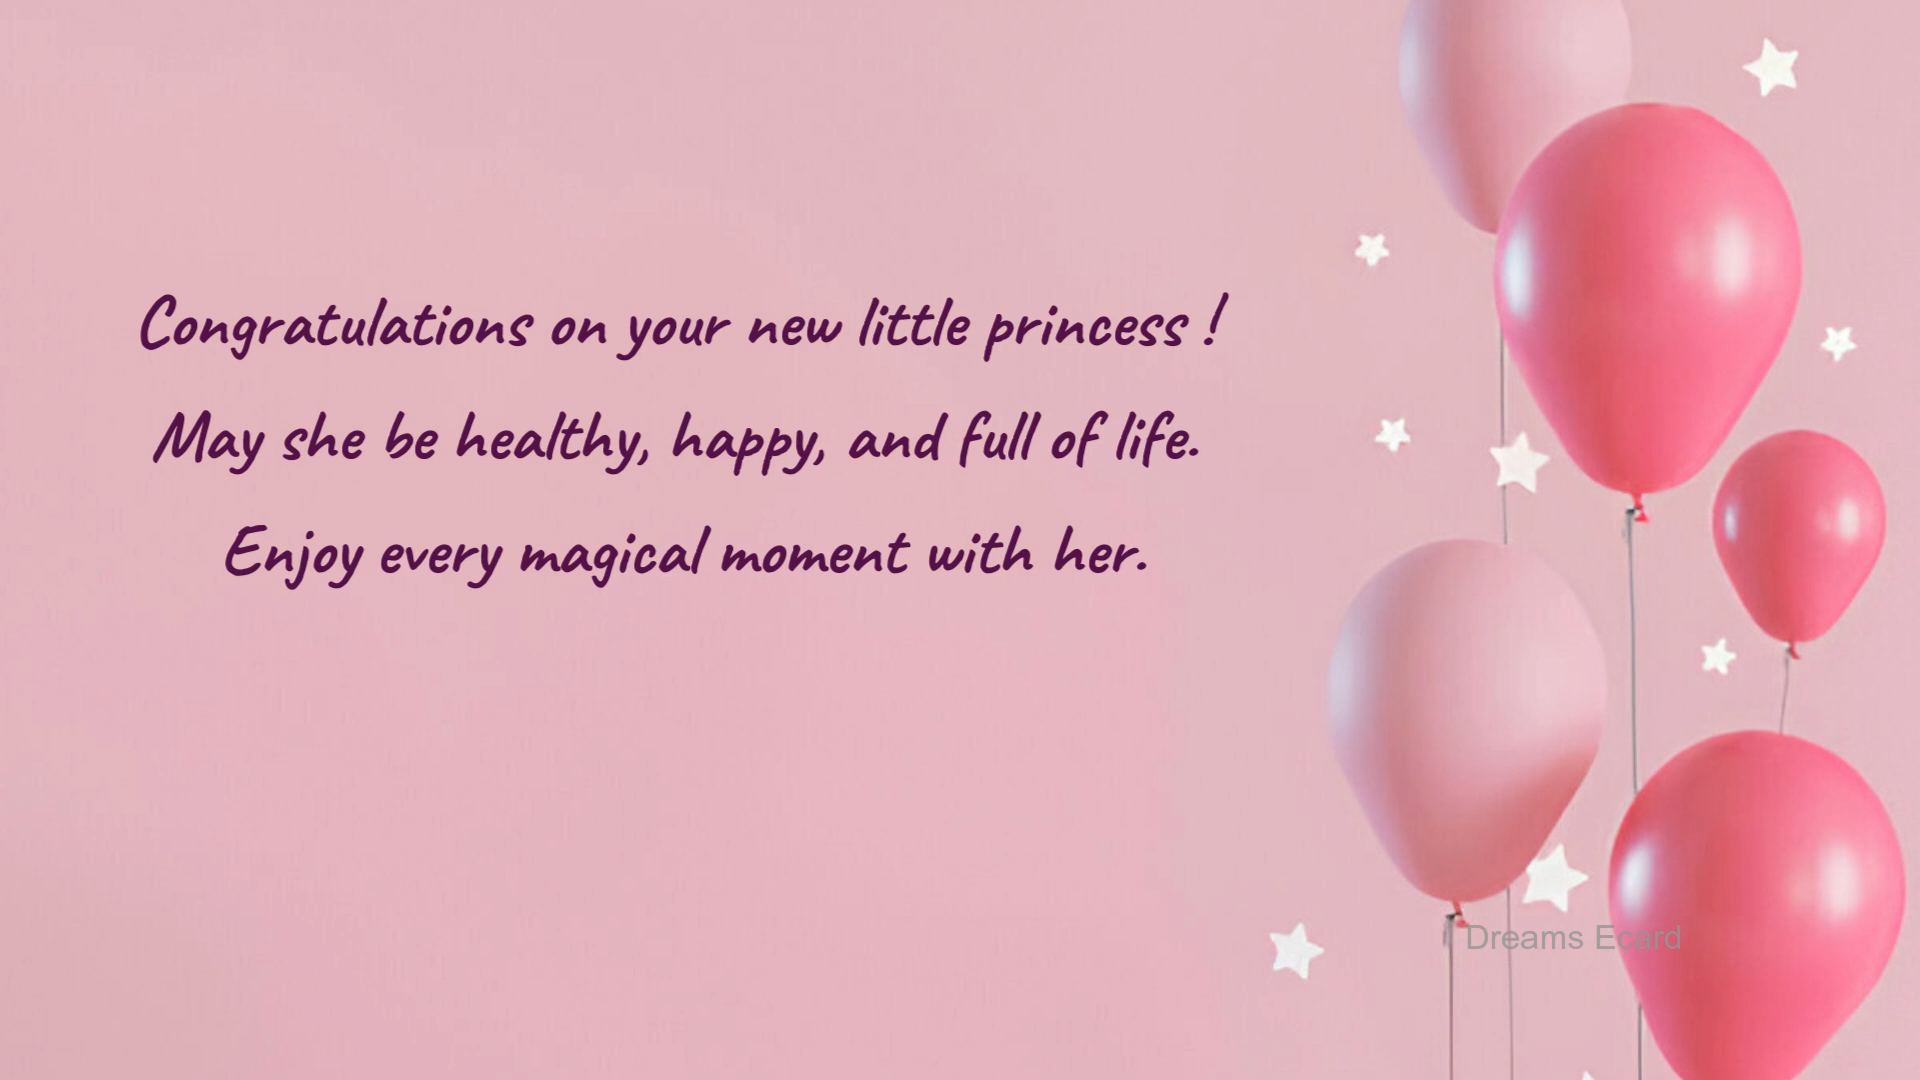 Congratulations on your new little princess !
May she be healthy, happy, and full of life.
Enjoy every magical moment with her.
Dreams Ecard